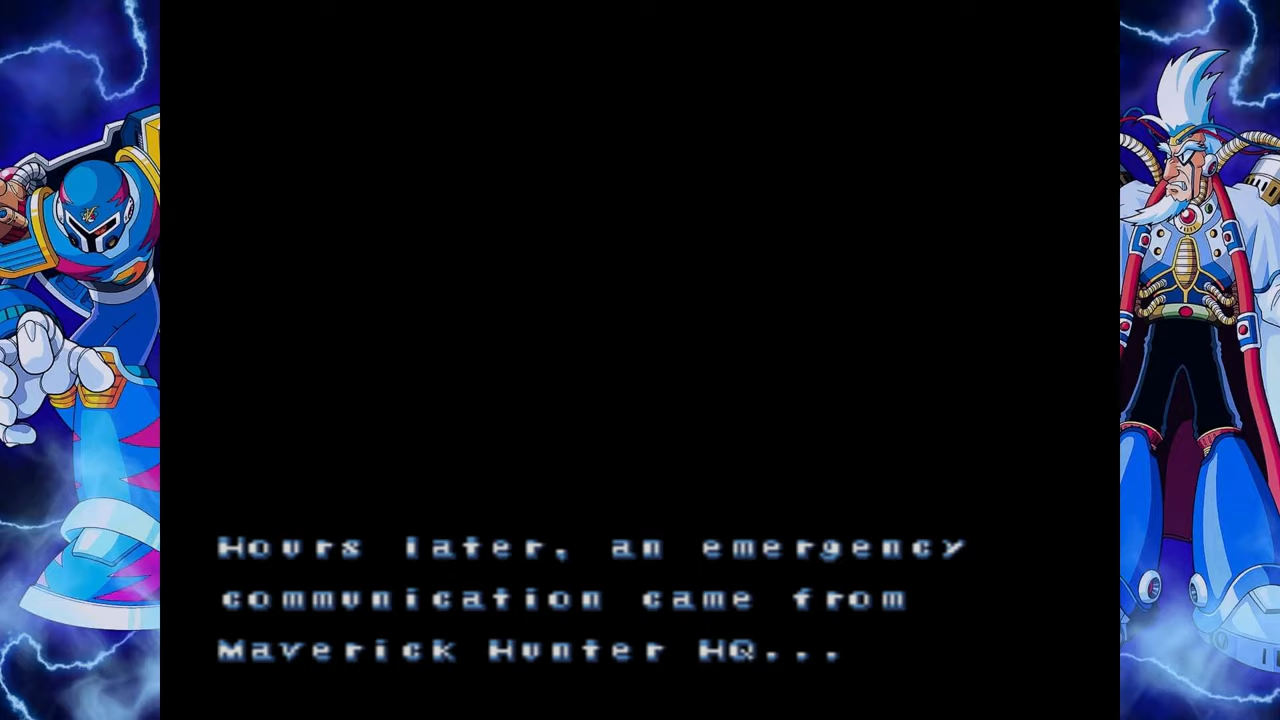 Hours later, an emergency
communication came from
Maverick Hunter HQ...